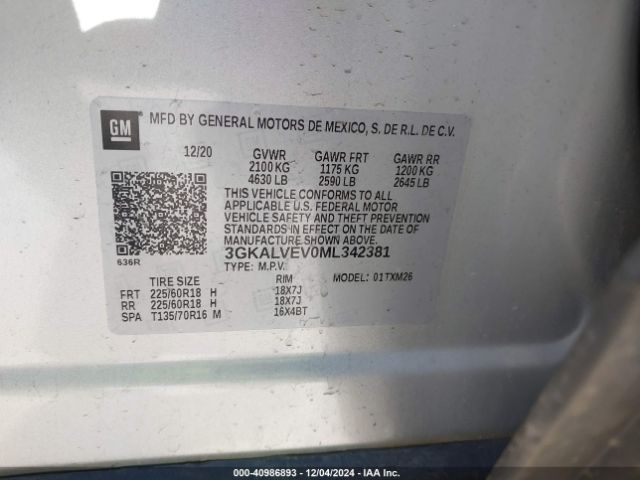 GM MFD BY GENERAL MOTORS DE MEXICO, S. DE R.L. DE C.V.
12/20 GVWR GAWR FRT GAWR RR
2100 KG 1175 KG 1200 KG
4630 LB 2590 LB 2645 LB
THIS VEHICLE CONFORMS TO ALL
APPLICABLE U.S. FEDERAL MOTOR
VEHICLE SAFETY AND THEFT PREVENTION
STANDARDS IN EFFECT ON THE DATE OF
MANUFACTURE SHOWN ABOVE.
636R 3GKALVEV0ML342381
TYPE: M.P.V. MODEL: 01TXM26
TIRE SIZE RIM
FRT 225/60R18 H 18X7J
RR 225/60R18 H 18X7J
SPA T135/70R16 M 16X4BT
00-40986893 - 12/04/2024 - IAA Inc.